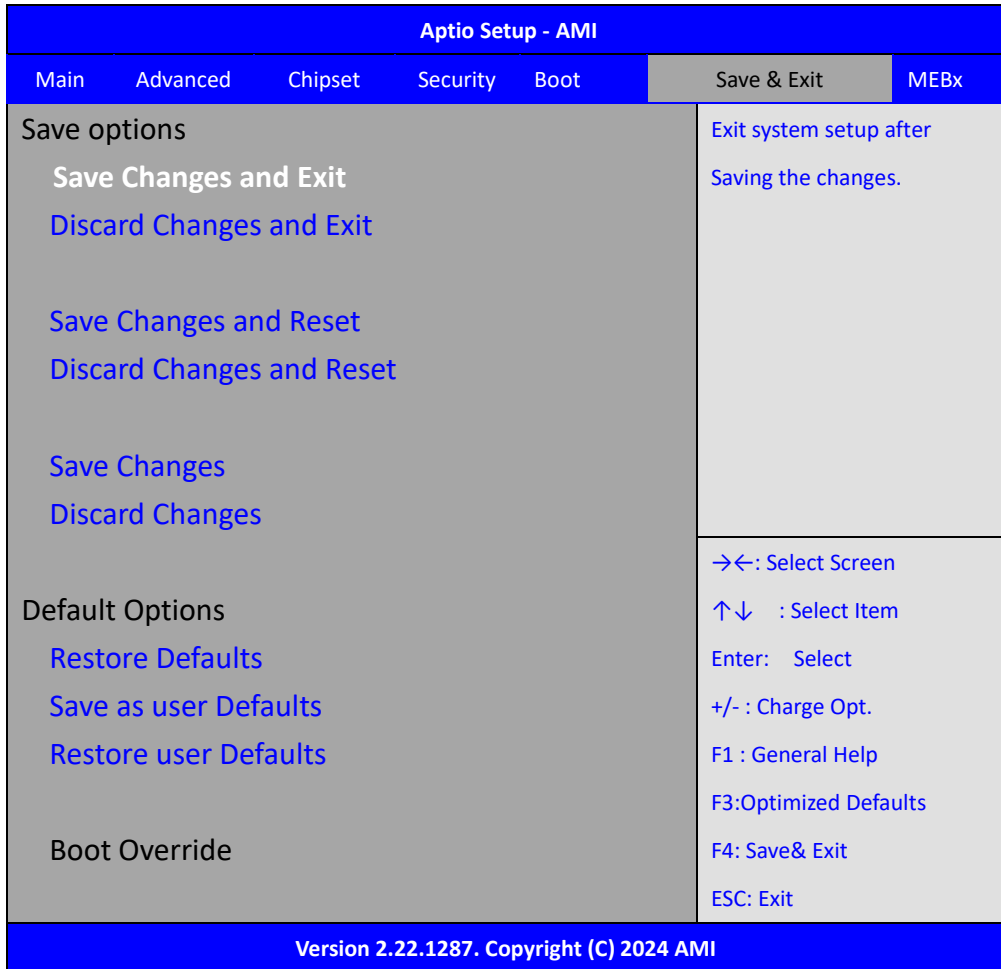 Aptio Setup - AMI
Main Advanced Chipset Security Boot Save & Exit MEBx
Save options
Save Changes and Exit
Discard Changes and Exit
Save Changes and Reset
Discard Changes and Reset
Save Changes
Discard Changes
Default Options
Restore Defaults
Save as user Defaults
Restore user Defaults
Boot Override
Exit system setup after
Saving the changes.
→←: Select Screen
↑↓ : Select Item
Enter: Select
+/- : Charge Opt.
F1 : General Help
F3:Optimized Defaults
F4: Save& Exit
ESC: Exit
Version 2.22.1287. Copyright (C) 2024 AMI